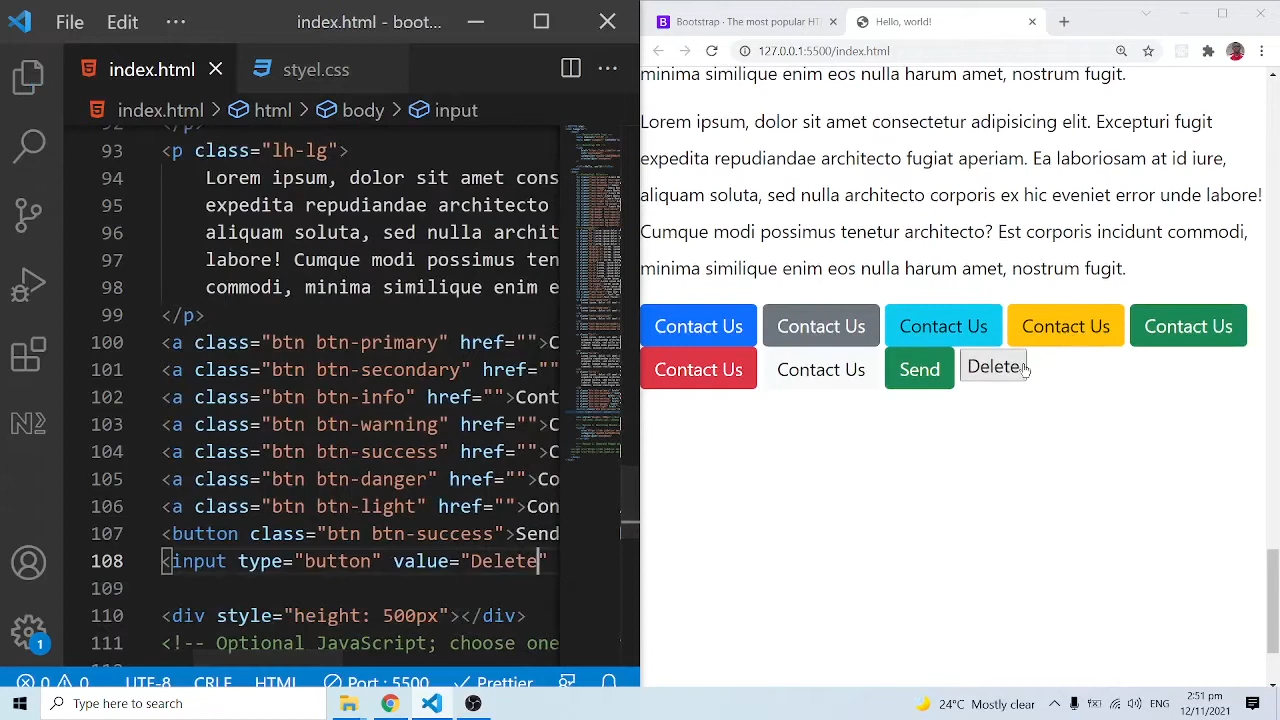 File Edit ··· index.html - boot...
index.html styel.css
index.html > html > body > input
92 </p>
93 <p class="lh-lg">
94 Lorem ipsum, dolor sit amet cons
95 expedita repudiandae architecto
96 aliquam soluta, sed nulla archit
97 labore! Cumque modi possimus ten
98 commodi, minima similique enim e
99 </p>
100 <a class="btn btn-primary" href="">C
101 <a class="btn btn-secondary" href=""
102 <a class="btn btn-info" href="">Cont
103 <a class="btn btn-warning" href="">C
104 <a class="btn btn-success" href="">C
105 <a class="btn btn-danger" href="">Co
106 <a class="btn btn-light" href="">Con
107 <button class="btn btn-success">Send
108 <input type="button" value="Delete"
109
110 <div style="height: 500px"></div>
111 <!-- Optional JavaScript; choose one
1
0 0 UTF-8 CRLF HTML Port : 5500 Prettier
Bootstrap · The most popular HT Hello, world!
127.0.0.1:5500/index.html
minima similique enim eos nulla harum amet, nostrum fugit.
Lorem ipsum, dolor sit amet consectetur adipisicing elit. Excepturi fugit
expedita repudiandae architecto fugiat aperiam ipsa laboriosam at id iure,
aliquam soluta, sed nulla architecto corporis eius eveniet error unde labore!
Cumque modi possimus tenetur architecto? Est corporis incidunt commodi,
minima similique enim eos nulla harum amet, nostrum fugit.
Contact Us Contact Us Contact Us Contact Us Contact Us
Contact Us Contact Us Send Delete
Type here to search
24°C Mostly clear ENG 2:51 pm
12/11/2021